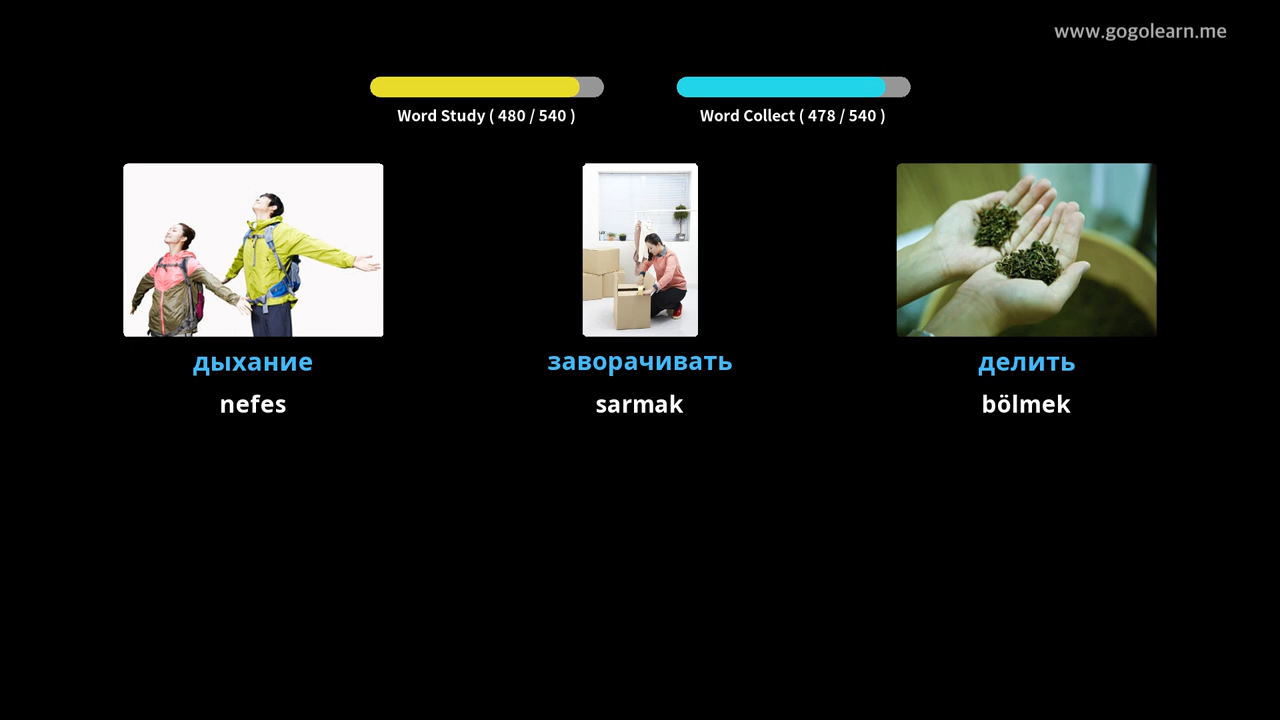 www.gogolearn.me
Word Study ( 480 / 540 )
Word Collect ( 478 / 540 )
дыхание
заворачивать
делить
nefes
sarmak
bölmek